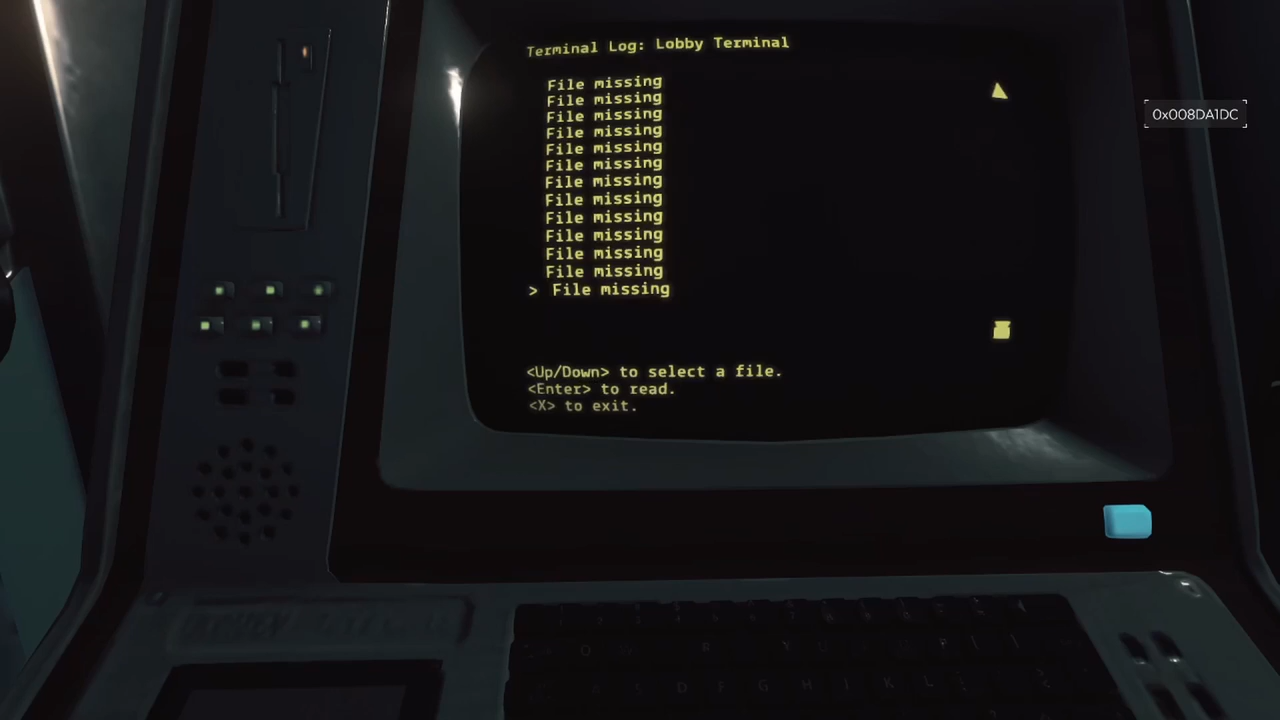 Terminal Log: Lobby Terminal
File missing
File missing
File missing
File missing
File missing
File missing
File missing
File missing
File missing
File missing
File missing
File missing
> File missing
<Up/Down> to select a file.
<Enter> to read.
<X> to exit.
0x008DA1DC